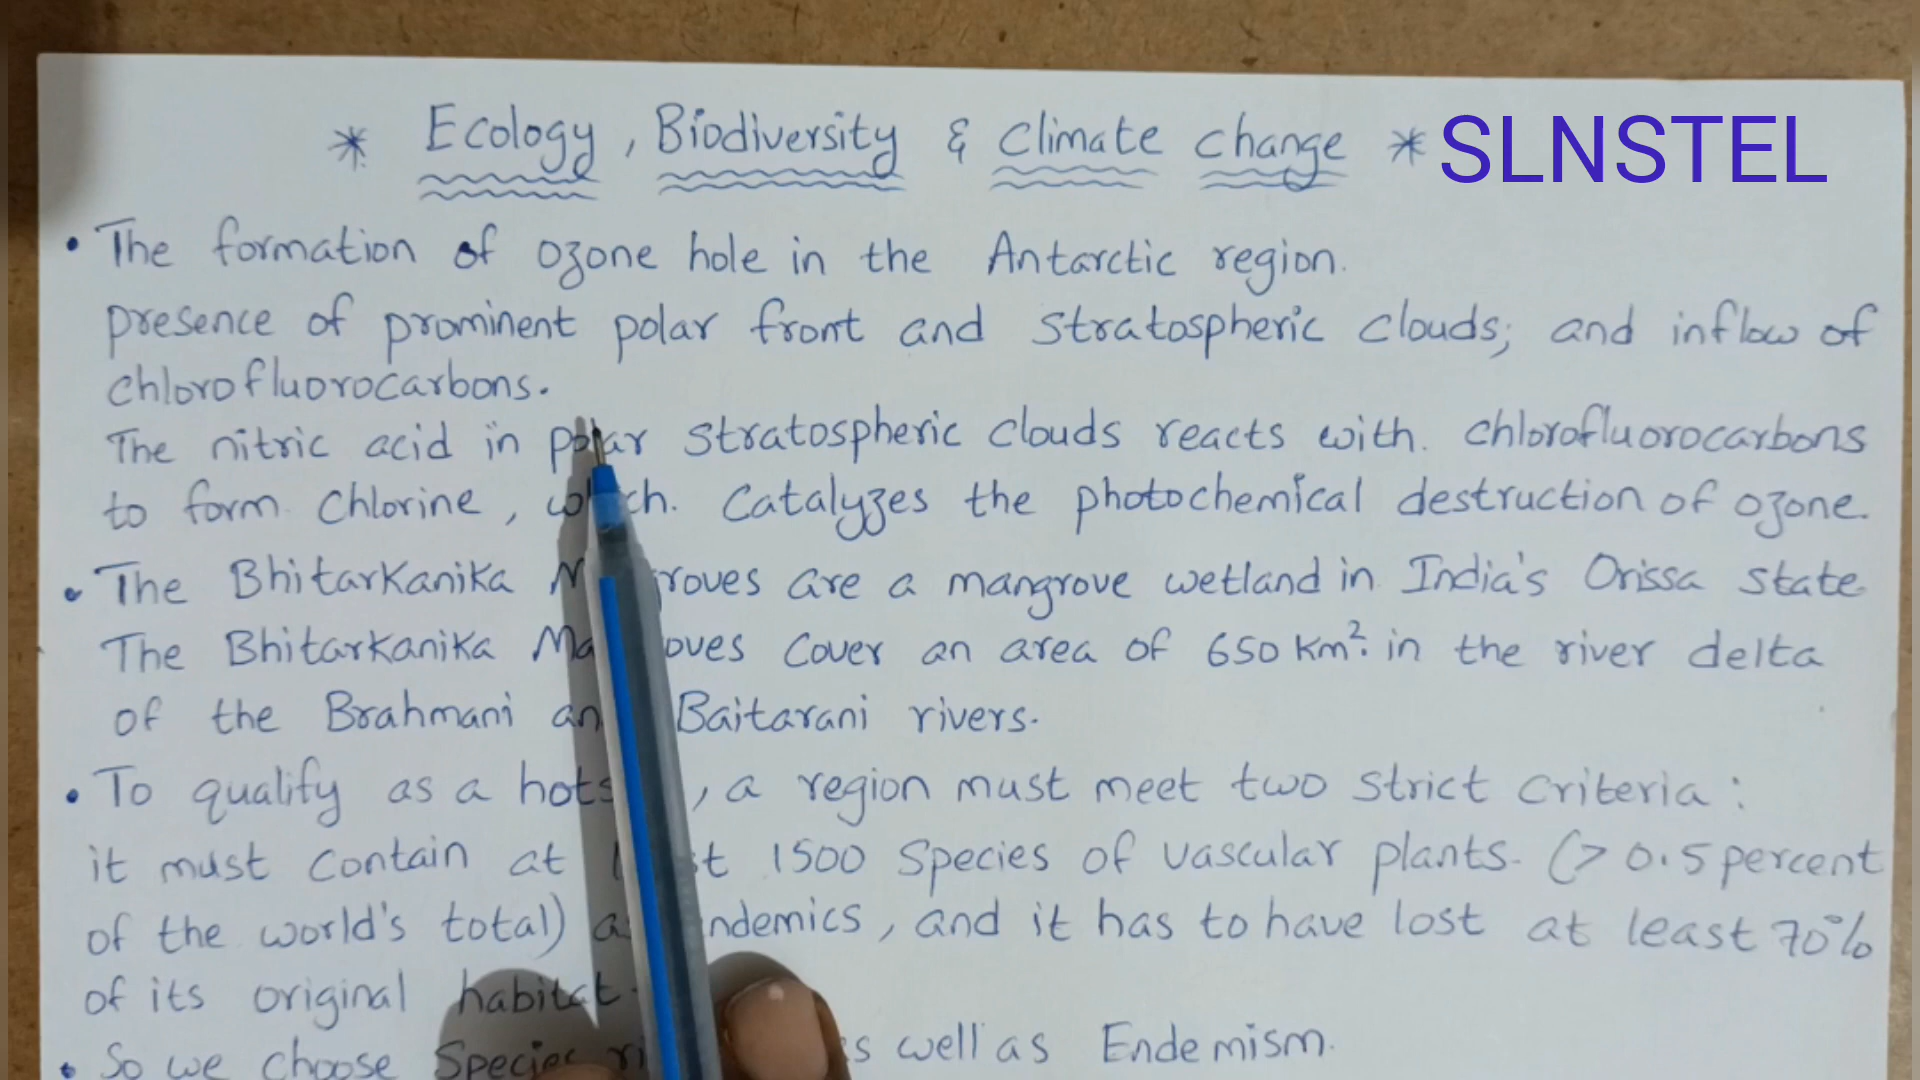 * Ecology, Biodiversity & Climate change *
SLNSTEL
• The formation of ozone hole in the Antarctic region.
presence of prominent polar front and stratospheric clouds; and inflow of
chlorofluorocarbons.
The nitric acid in polar stratospheric clouds reacts with chlorofluorocarbons
to form chlorine, which catalyzes the photochemical destruction of ozone.
• The Bhitarkanika are a mangrove wetland in India's Orissa state
The Bhitarkanika cover an area of 650 km². in the river delta
of the Brahmani Baitarani rivers.
• To qualify as a , a region must meet two strict criteria :
it must contain at 1500 species of vascular plants. (> 0.5 percent
of the world's total) , and it has to have lost at least 70%
of its original habitat.
• So we choose species well as Endemism.